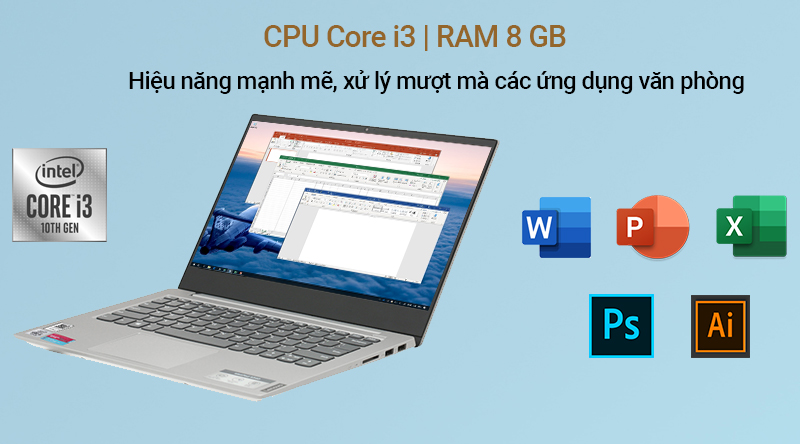 CPU Core i3 | RAM 8 GB
Hiệu năng mạnh mẽ, xử lý mượt mà các ứng dụng văn phòng
intel
CORE i3
10TH GEN
W
P
X
Ps
Ai